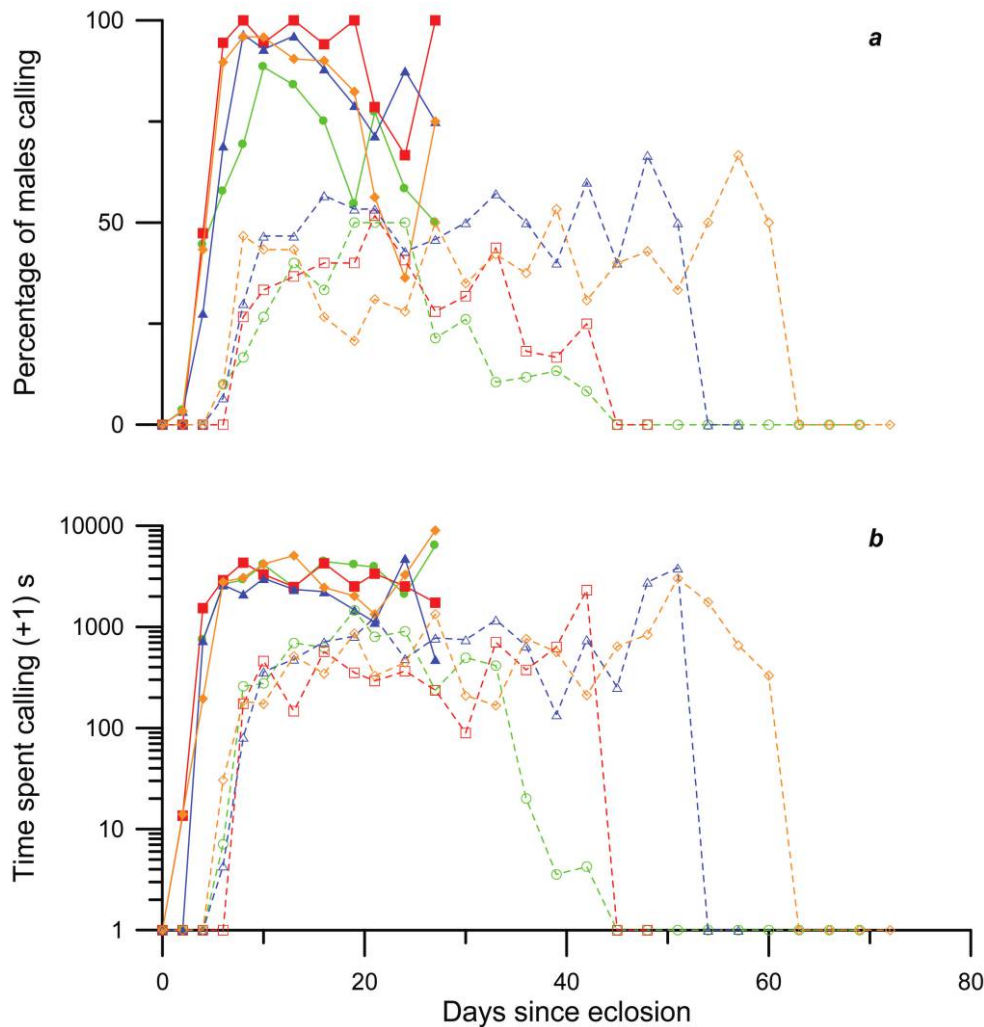 100
a
Percentage of males calling
50
0
10000
b
1000
Time spent calling (+1) s
100
10
1
0 20 40 60 80
Days since eclosion